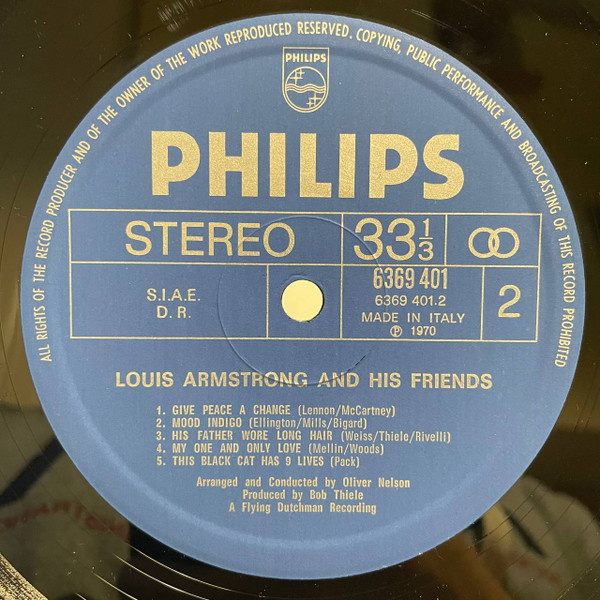 ALL RIGHTS OF THE RECORD PRODUCER AND OF THE OWNER OF THE WORK REPRODUCED RESERVED. COPYING, PUBLIC PERFORMANCE AND BROADCASTING OF THIS RECORD PROHIBITED
PHILIPS
PHILIPS
STEREO 33 1/3
S.I.A.E.
D. R.
6369 401
6369 401.2
MADE IN ITALY
℗ 1970
2
LOUIS ARMSTRONG AND HIS FRIENDS
1. GIVE PEACE A CHANGE (Lennon/McCartney)
2. MOOD INDIGO (Ellington/Mills/Bigard)
3. HIS FATHER WORE LONG HAIR (Weiss/Thiele/Rivelli)
4. MY ONE AND ONLY LOVE (Mellin/Woods)
5. THIS BLACK CAT HAS 9 LIVES (Pack)
Arranged and Conducted by Oliver Nelson
Produced by Bob Thiele
A Flying Dutchman Recording